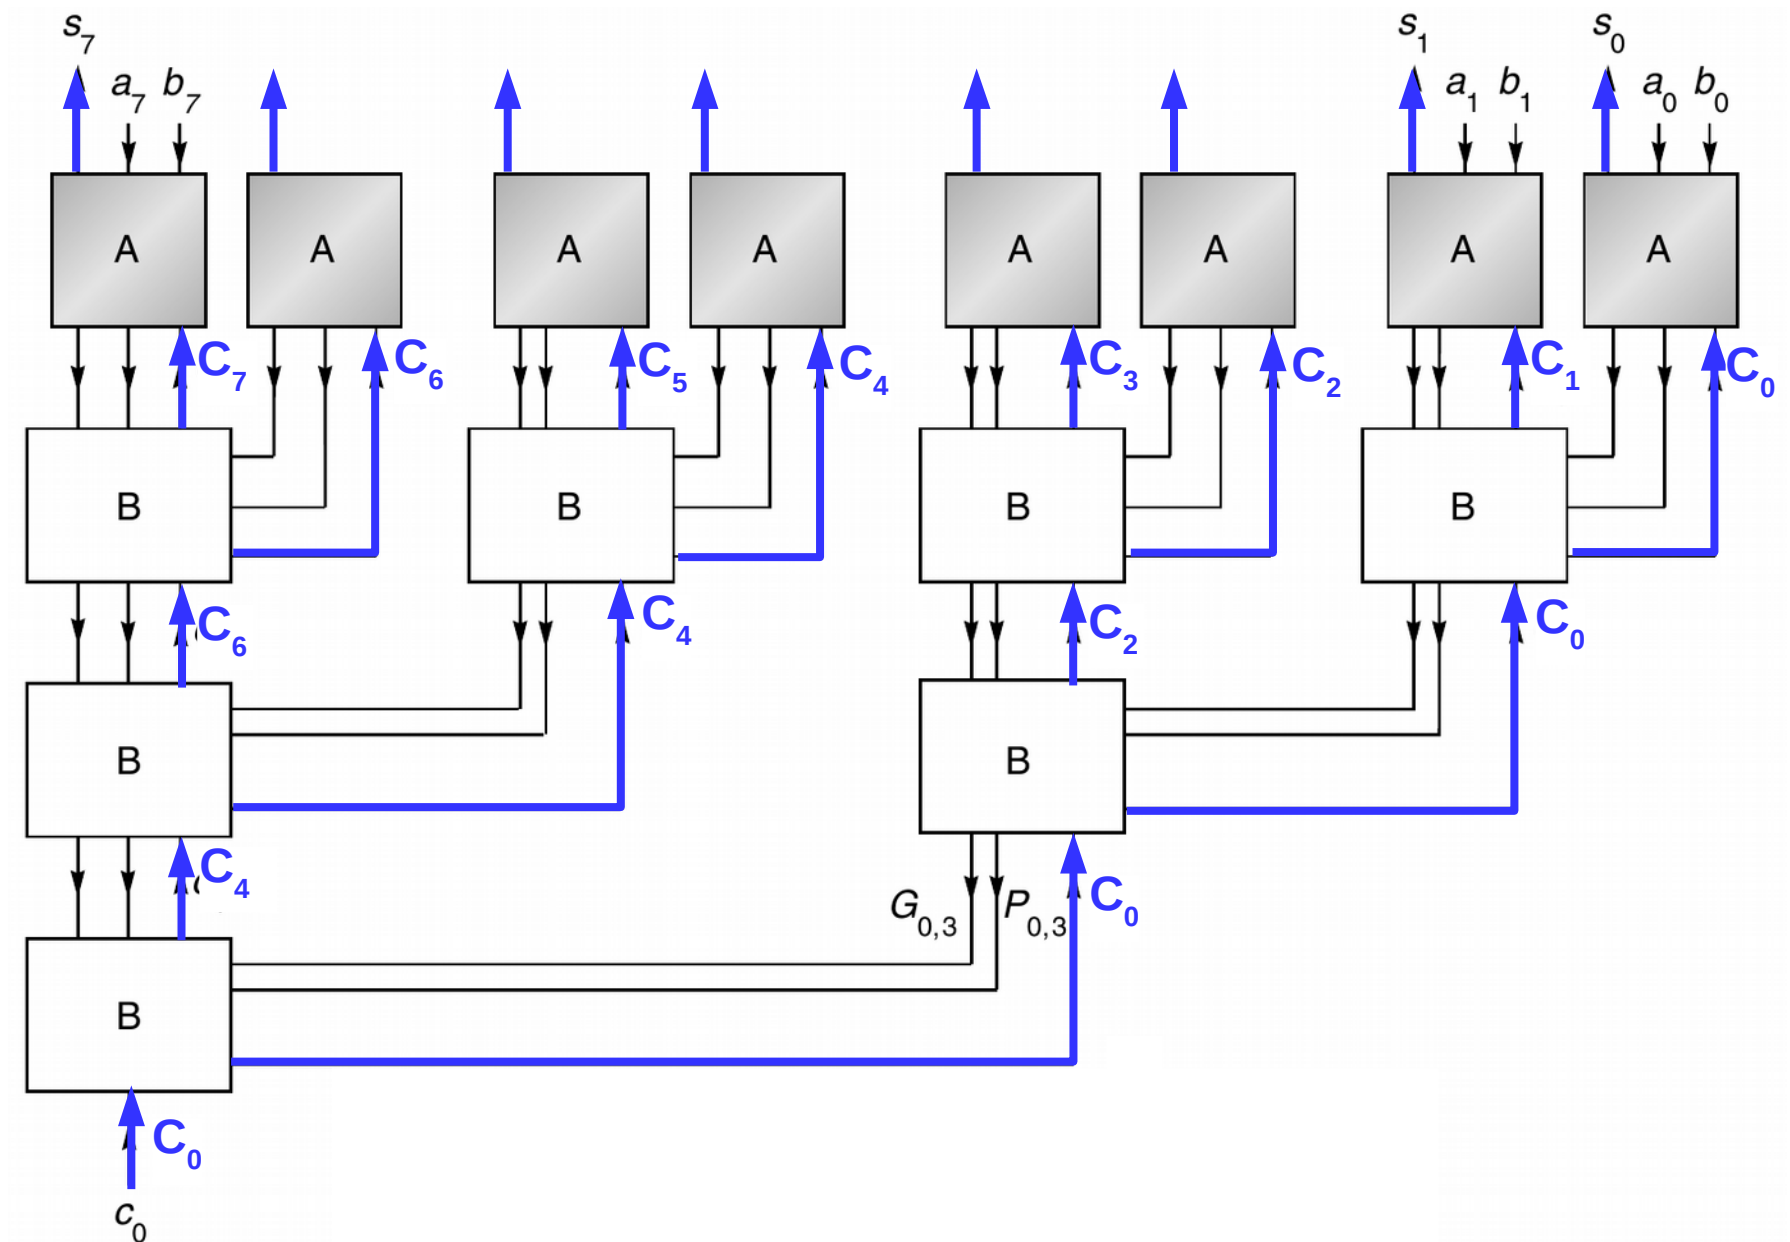 s7 s1 s0
a7 b7 a1 b1 a0 b0
A A A A A A A A
C7 C6 C5 C4 C3 C2 C1 C0
B B B B
C6 C4 C2 C0
B B
C4 G0,3 P0,3 C0
B
C0
c0